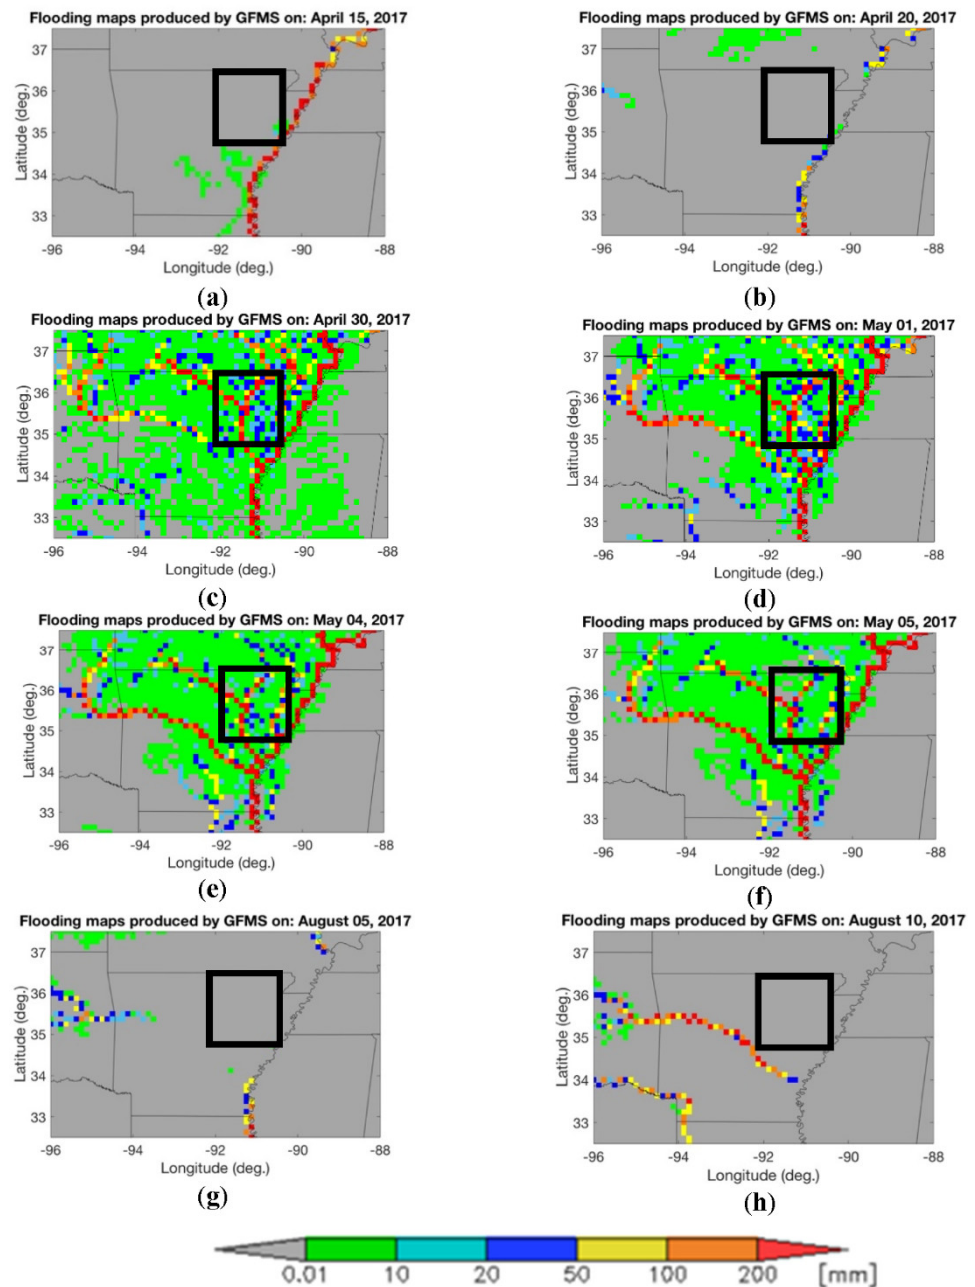 Flooding maps produced by GFMS on: April 15, 2017
37
36
35
34
33
Latitude (deg.)
-96 -94 -92 -90 -88
Longitude (deg.)
(a)
Flooding maps produced by GFMS on: April 20, 2017
37
36
35
34
33
Latitude (deg.)
-96 -94 -92 -90 -88
Longitude (deg.)
(b)
Flooding maps produced by GFMS on: April 30, 2017
37
36
35
34
33
Latitude (deg.)
-96 -94 -92 -90 -88
Longitude (deg.)
(c)
Flooding maps produced by GFMS on: May 01, 2017
37
36
35
34
33
Latitude (deg.)
-96 -94 -92 -90 -88
Longitude (deg.)
(d)
Flooding maps produced by GFMS on: May 04, 2017
37
36
35
34
33
Latitude (deg.)
-96 -94 -92 -90 -88
Longitude (deg.)
(e)
Flooding maps produced by GFMS on: May 05, 2017
37
36
35
34
33
Latitude (deg.)
-96 -94 -92 -90 -88
Longitude (deg.)
(f)
Flooding maps produced by GFMS on: August 05, 2017
37
36
35
34
33
Latitude (deg.)
-96 -94 -92 -90 -88
Longitude (deg.)
(g)
Flooding maps produced by GFMS on: August 10, 2017
37
36
35
34
33
Latitude (deg.)
-96 -94 -92 -90 -88
Longitude (deg.)
(h)
0.01 10 20 50 100 200 [mm]